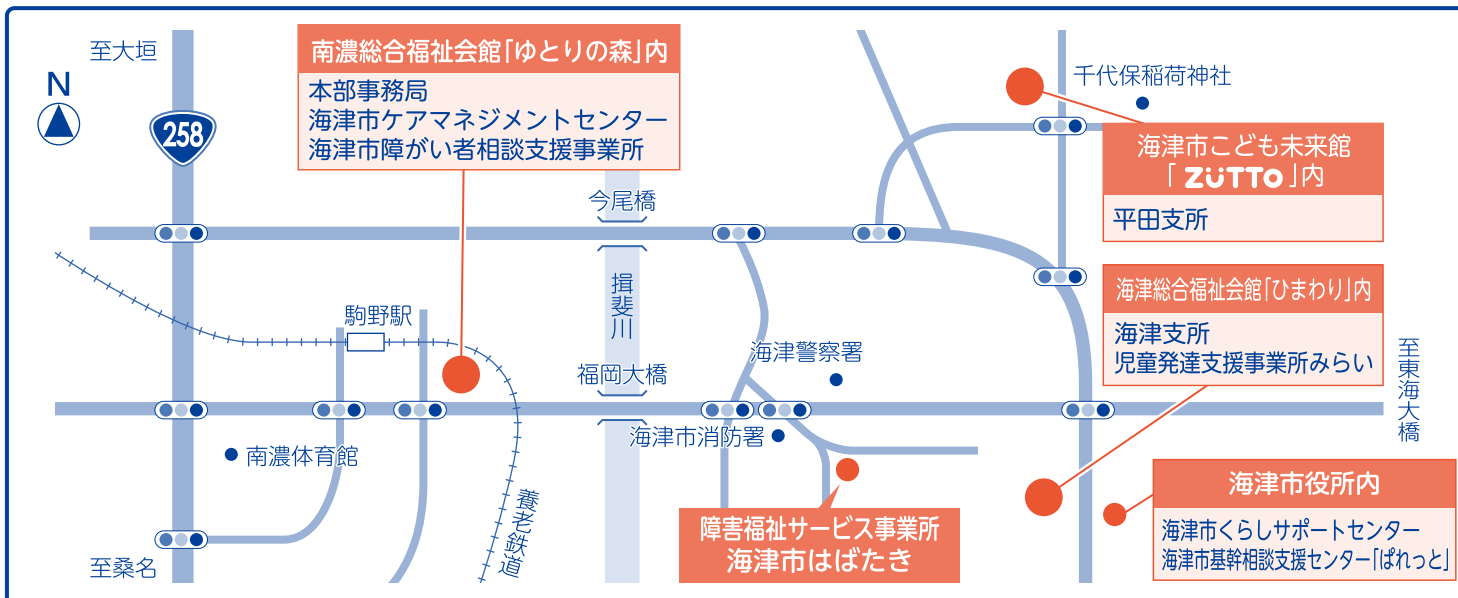 至大垣
N
258
南濃総合福祉会館「ゆとりの森」内
本部事務局
海津市ケアマネジメントセンター
海津市障がい者相談支援事業所
千代保稲荷神社
海津市こども未来館
「ZUTTO」内
平田支所
今尾橋
揖斐川
海津総合福祉会館「ひまわり」内
海津支所
児童発達支援事業所みらい
駒野駅
海津警察署
福岡大橋
至東海大橋
海津市消防署
南濃体育館
養老鉄道
海津市役所内
海津市くらしサポートセンター
海津市基幹相談支援センター「ぱれっと」
障害福祉サービス事業所
海津市はばたき
至桑名